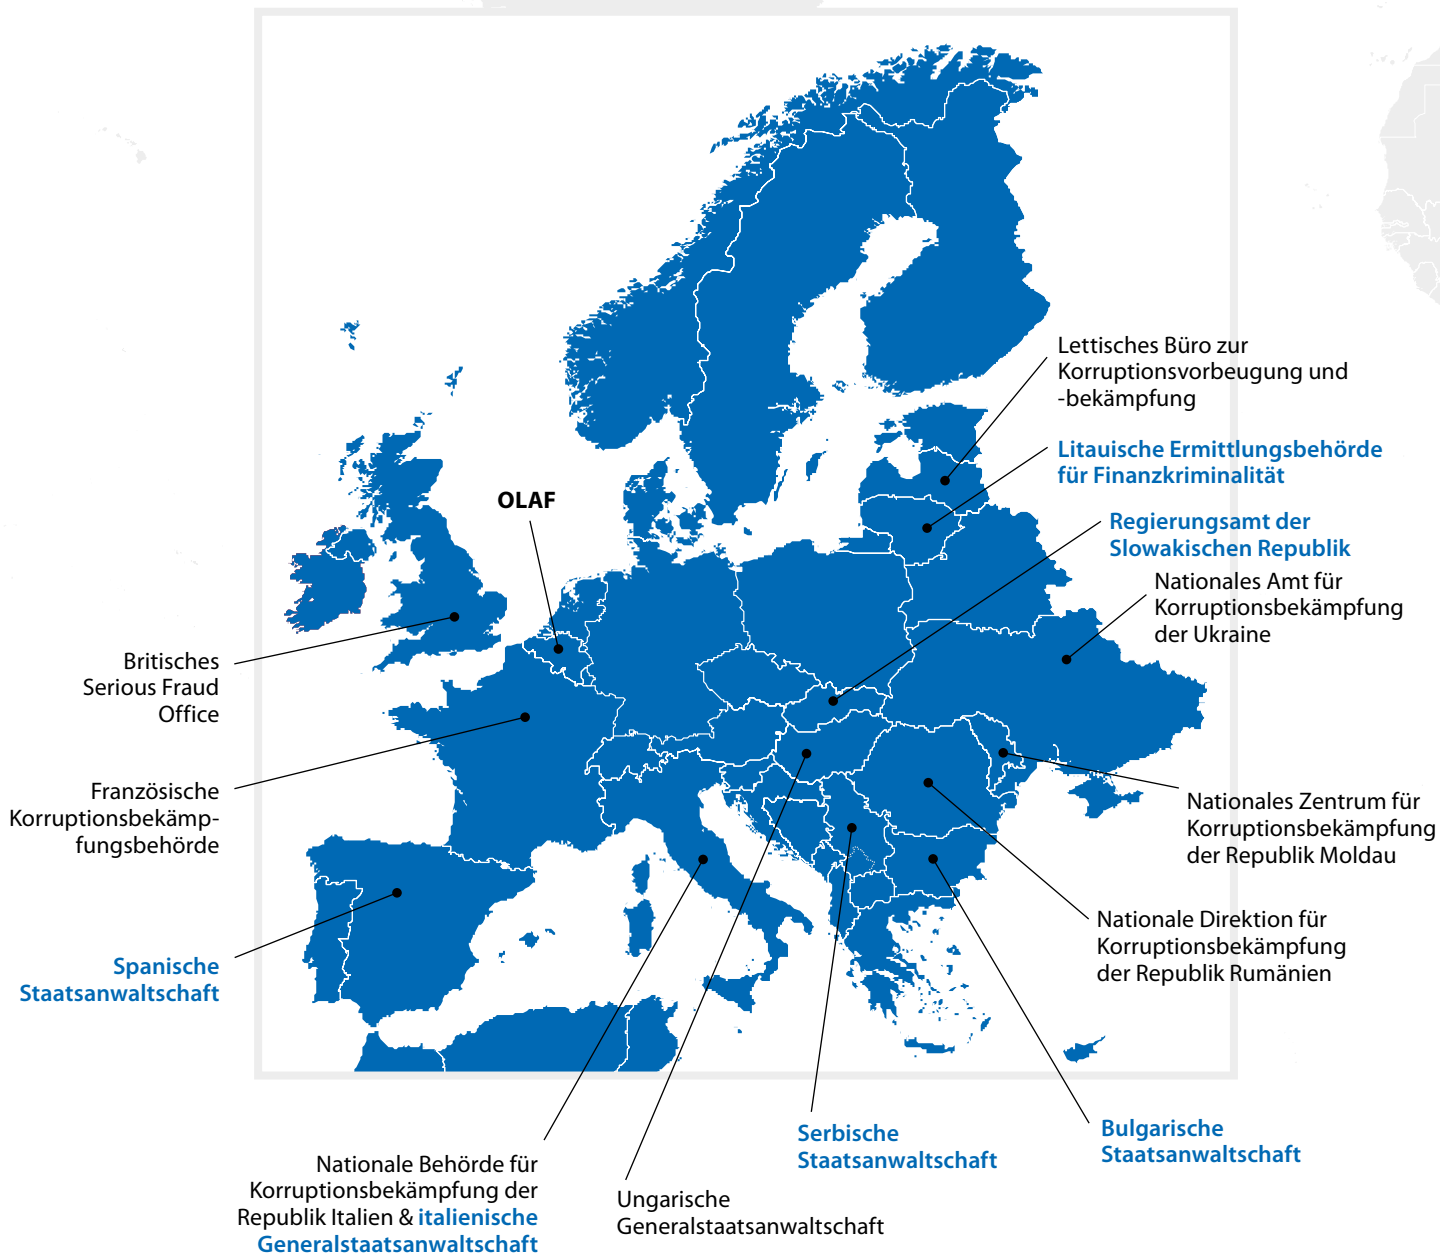 Lettisches Büro zur
Korruptionsvorbeugung und
-bekämpfung
Litauische Ermittlungsbehörde
für Finanzkriminalität
OLAF
Regierungsamt der
Slowakischen Republik
Nationales Amt für
Korruptionsbekämpfung
der Ukraine
Britisches
Serious Fraud
Office
Französische
Korruptionsbekämp-
fungsbehörde
Nationales Zentrum für
Korruptionsbekämpfung
der Republik Moldau
Nationale Direktion für
Korruptionsbekämpfung
der Republik Rumänien
Spanische
Staatsanwaltschaft
Serbische
Staatsanwaltschaft
Bulgarische
Staatsanwaltschaft
Nationale Behörde für
Korruptionsbekämpfung der
Republik Italien & italienische
Generalstaatsanwaltschaft
Ungarische
Generalstaatsanwaltschaft